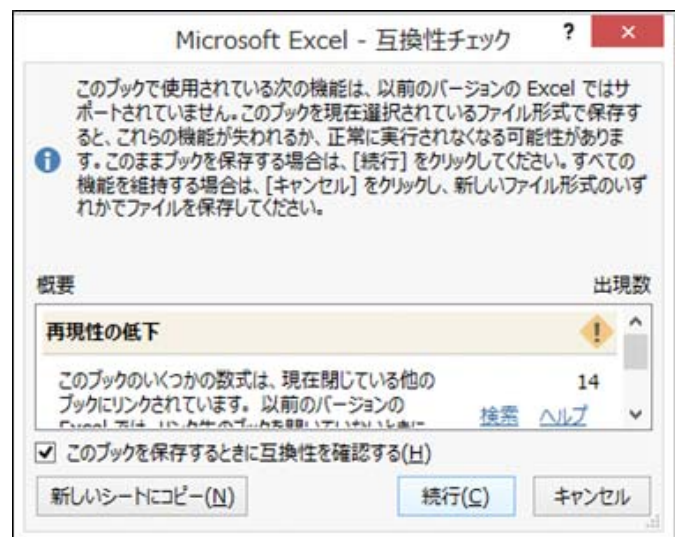 Microsoft Excel - 互換性チェック ? ×
このブックで使用されている次の機能は、以前のバージョンの Excel ではサ
ポートされていません。このブックを現在選択されているファイル形式で保存す
ると、これらの機能が失われるか、正常に実行されなくなる可能性がありま
す。このままブックを保存する場合は、[続行] をクリックしてください。すべての
機能を維持する場合は、[キャンセル] をクリックし、新しいファイル形式のいず
れかでファイルを保存してください。
概要 出現数
再現性の低下
このブックのいくつかの数式は、現在閉じている他の 14
ブックにリンクされています。以前のバージョンの
検索 ヘルプ
このブックを保存するときに互換性を確認する(H)
新しいシートにコピー(N) 続行(C) キャンセル